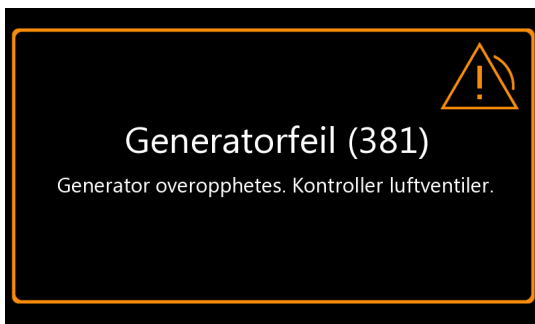 Generatorfeil (381)
Generator overopphetes. Kontroller luftventiler.